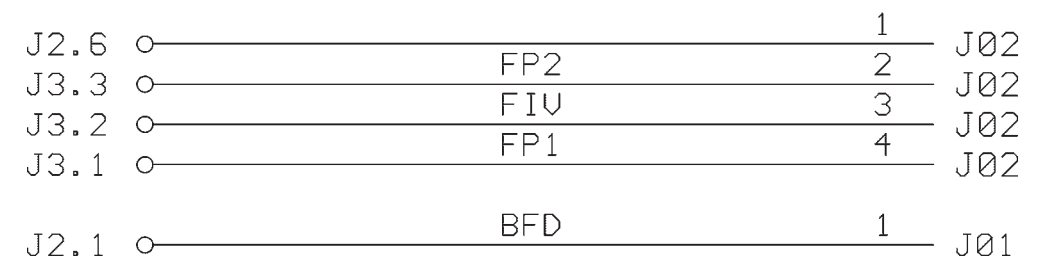 J2.6 1 J02
J3.3 FP2 2 J02
J3.2 FIV 3 J02
J3.1 FP1 4 J02
J2.1 BFD 1 J01